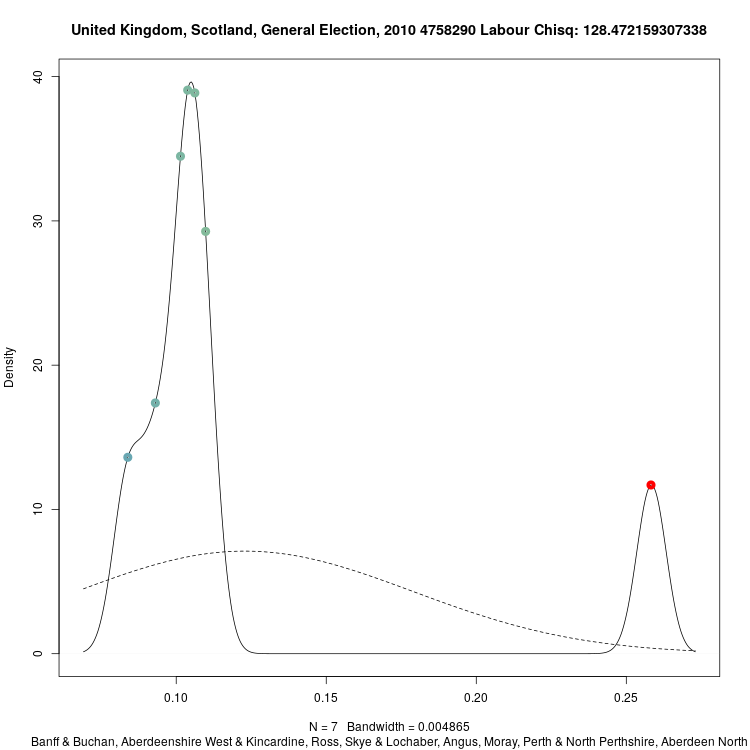 United Kingdom, Scotland, General Election, 2010 4758290 Labour Chisq: 128.472159307338
40
30
20
10
0
Density
0.10 0.15 0.20 0.25
N = 7 Bandwidth = 0.004865
Banff & Buchan, Aberdeenshire West & Kincardine, Ross, Skye & Lochaber, Angus, Moray, Perth & North Perthshire, Aberdeen North